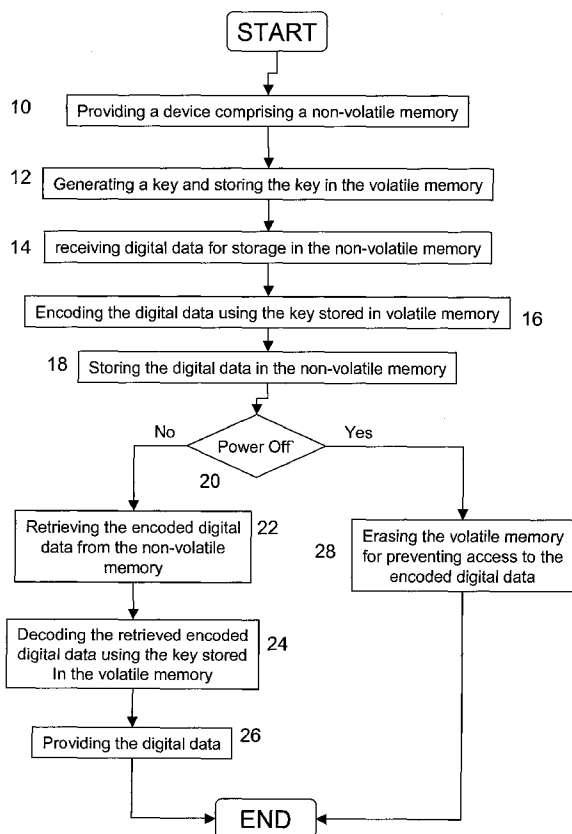 START
10
Providing a device comprising a non-volatile memory
12
Generating a key and storing the key in the volatile memory
14
receiving digital data for storage in the non-volatile memory
Encoding the digital data using the key stored in volatile memory
16
18
Storing the digital data in the non-volatile memory
No
Power Off
Yes
20
Retrieving the encoded digital
data from the non-volatile
memory
22
Erasing the volatile memory
for preventing access to the
encoded digital data
28
Decoding the retrieved encoded
digital data using the key stored
In the volatile memory
24
Providing the digital data
26
END